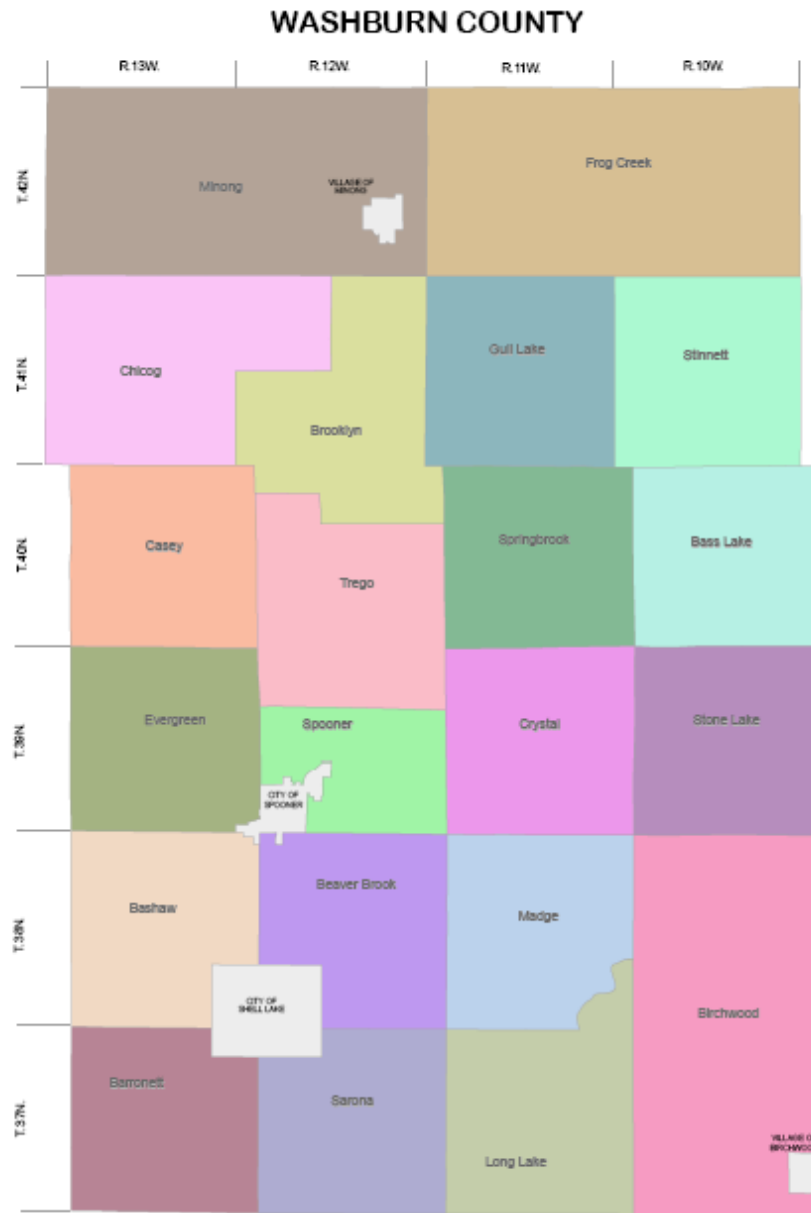 WASHBURN COUNTY
R.13W.
R.12W.
R.11W.
R.10W.
T.42N.
Minong
VILLAGE OF
MINONG
Frog Creek
T.41N.
Chicog
Brooklyn
Gull Lake
Stinnett
T.40N.
Casey
Trego
Springbrook
Bass Lake
T.39N.
Evergreen
Spooner
CITY OF
SPOONER
Crystal
Stone Lake
T.38N.
Bashaw
Beaver Brook
Madge
CITY OF
SHELL LAKE
Birchwood
T.37N.
Barronett
Sarona
Long Lake
VILLAGE O
BIRCHWOO